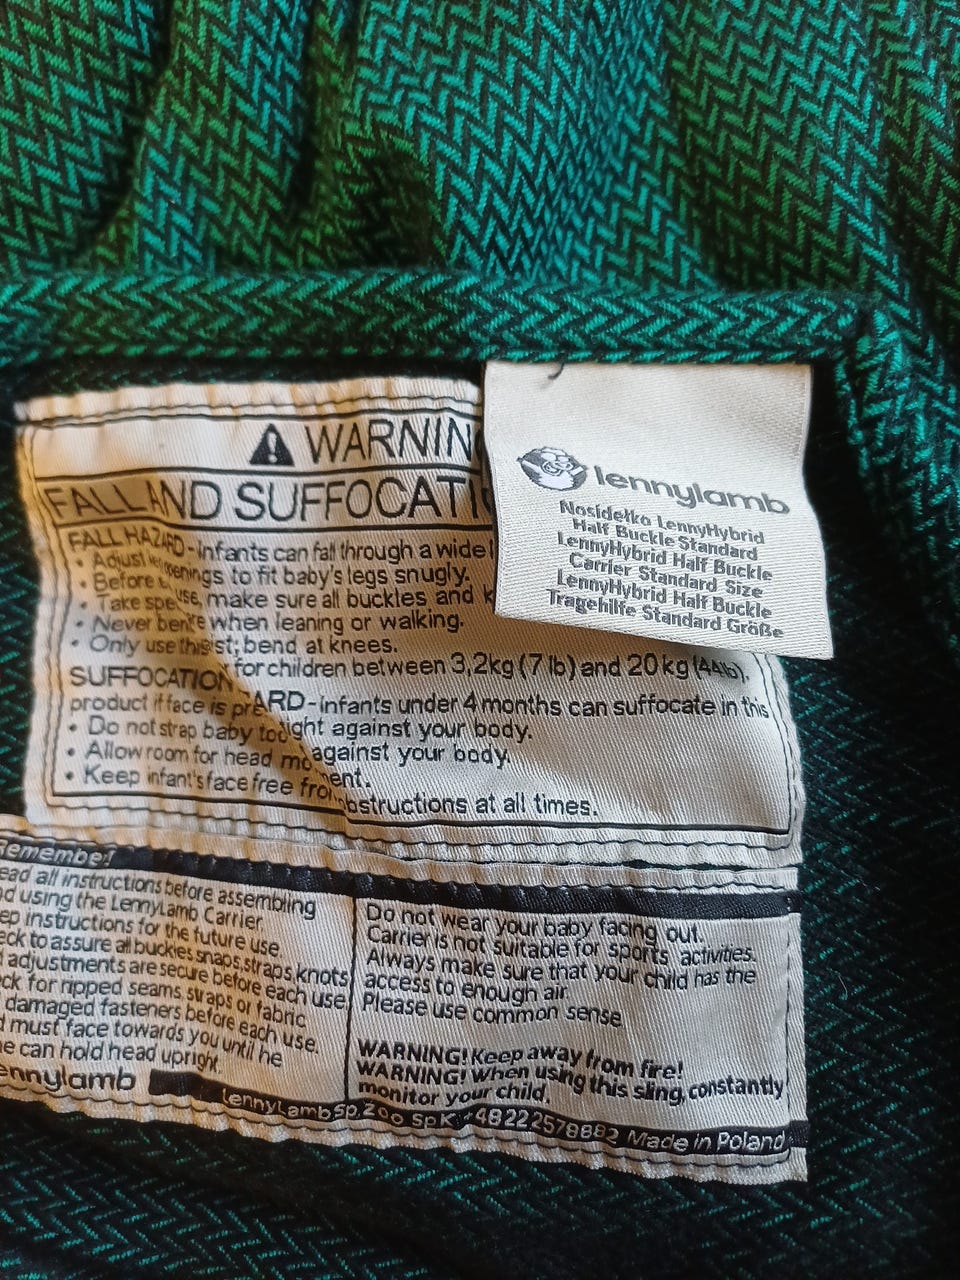 WARNIN
FALL AND SUFFOCATI
FALL HAZARD - Infants can fall through a wide l
• Adjust leg openings to fit baby's legs snugly.
• Before use, make sure all buckles and k
• Take spe when leaning or walking.
• Never bend at waist; bend at knees.
• Only use this for children between 3,2kg (7 lb) and 20 kg (44lb).
SUFFOCATION HAZARD - Infants under 4 months can suffocate in this
product if face is pressed against your body.
• Do not strap baby too tight against your body.
• Allow room for head movement.
• Keep infant's face free from obstructions at all times.
lennylamb
Nosidełko LennyHybrid
Half Buckle Standard
LennyHybrid Half Buckle
Carrier Standard Size
LennyHybrid Half Buckle
Tragehilfe Standard Größe
Remember!
ead all instructions before assembling
d using the LennyLamb Carrier.
ep instructions for the future use
eck to assure all buckles, snaps, straps, knots
d adjustments are secure before each use
ck for ripped seams, straps or fabric
damaged fasteners before each use.
d must face towards you until he
e can hold head upright.
ennylamb
Do not wear your baby facing out.
Carrier is not suitable for sports activities.
Always make sure that your child has the
access to enough air.
Please use common sense.
WARNING! Keep away from fire!
WARNING! When using this sling, constantly
monitor your child.
LennyLamb Sp. Z o o Sp K +48222578882 Made in Poland